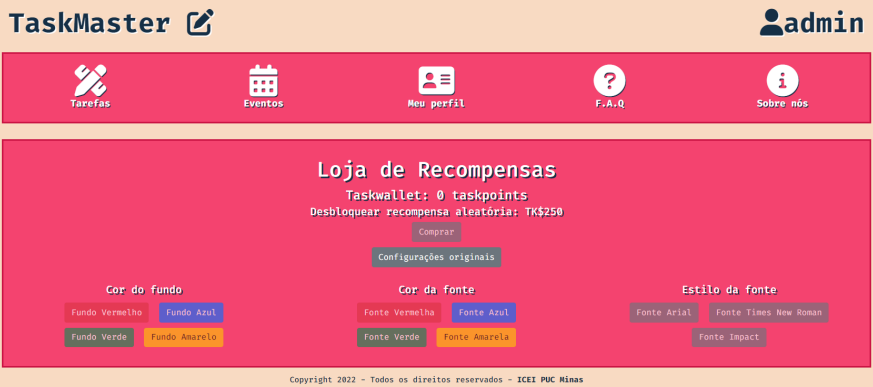 TaskMaster admin
Tarefas Eventos Meu perfil F.A.Q Sobre nós
Loja de Recompensas
Taskwallet: 0 taskpoints
Desbloquear recompensa aleatória: TK$250
Comprar
Configurações originais
Cor do fundo Cor da fonte Estilo da fonte
Fundo Vermelho Fundo Azul Fonte Vermelha Fonte Azul Fonte Arial Fonte Times New Roman
Fundo Verde Fundo Amarelo Fonte Verde Fonte Amarela Fonte Impact
Copyright 2022 - Todos os direitos reservados - ICEI PUC Minas